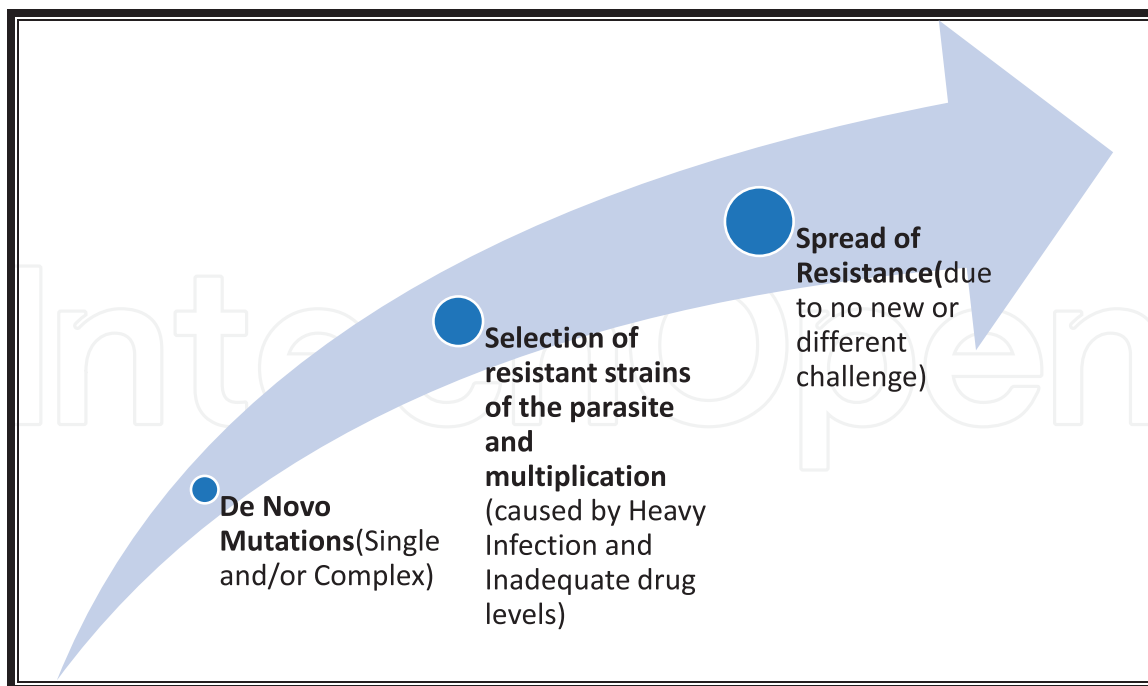 De Novo
Mutations(Single
and/or Complex)
Selection of
resistant strains
of the parasite
and
multiplication
(caused by Heavy
Infection and
Inadequate drug
levels)
Spread of
Resistance(due
to no new or
different
challenge)
IntechOpen